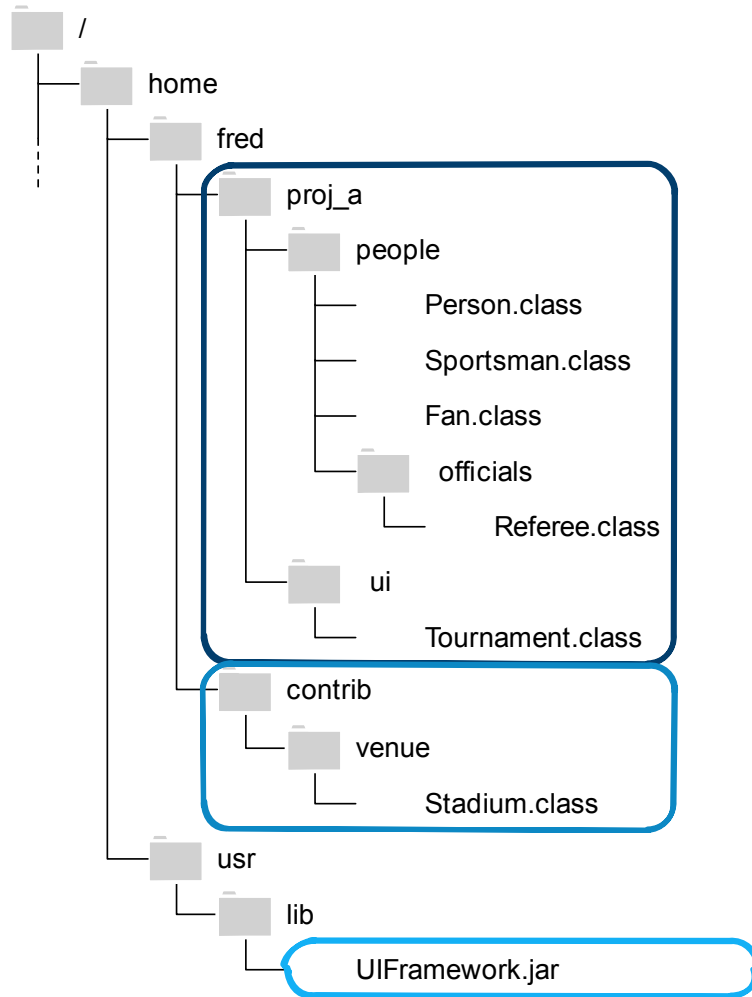 /
home
fred
proj_a
people
Person.class
Sportsman.class
Fan.class
officials
Referee.class
ui
Tournament.class
contrib
venue
Stadium.class
usr
lib
UIFramework.jar